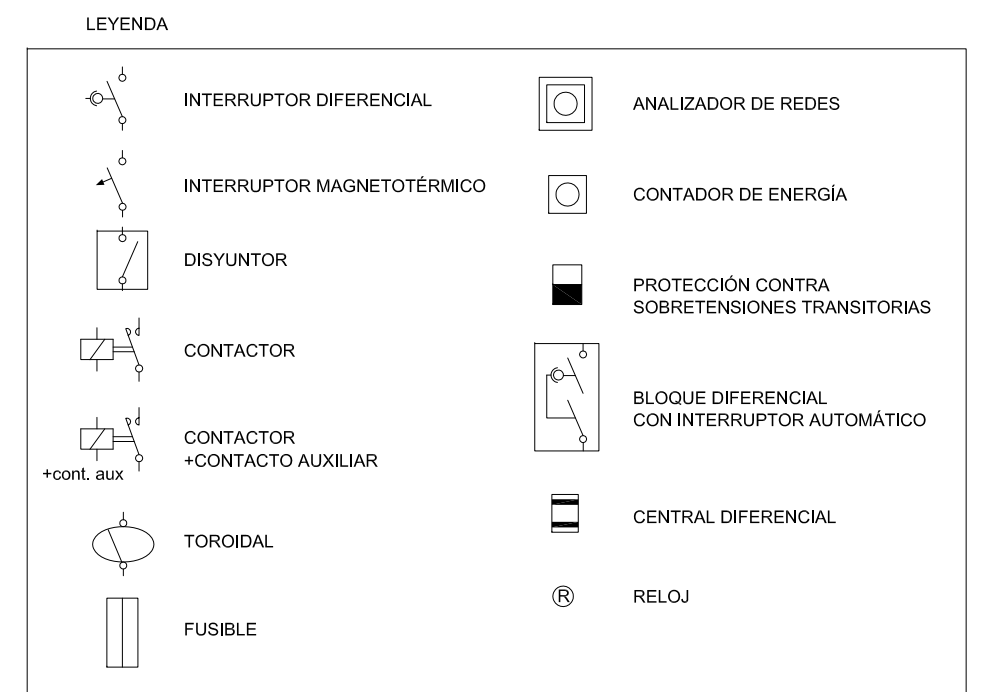 LEYENDA
INTERRUPTOR DIFERENCIAL
INTERRUPTOR MAGNETOTÉRMICO
DISYUNTOR
CONTACTOR
CONTACTOR
+CONTACTO AUXILIAR
+cont. aux
TOROIDAL
FUSIBLE
ANALIZADOR DE REDES
CONTADOR DE ENERGÍA
PROTECCIÓN CONTRA
SOBRETENSIONES TRANSITORIAS
BLOQUE DIFERENCIAL
CON INTERRUPTOR AUTOMÁTICO
CENTRAL DIFERENCIAL
R RELOJ